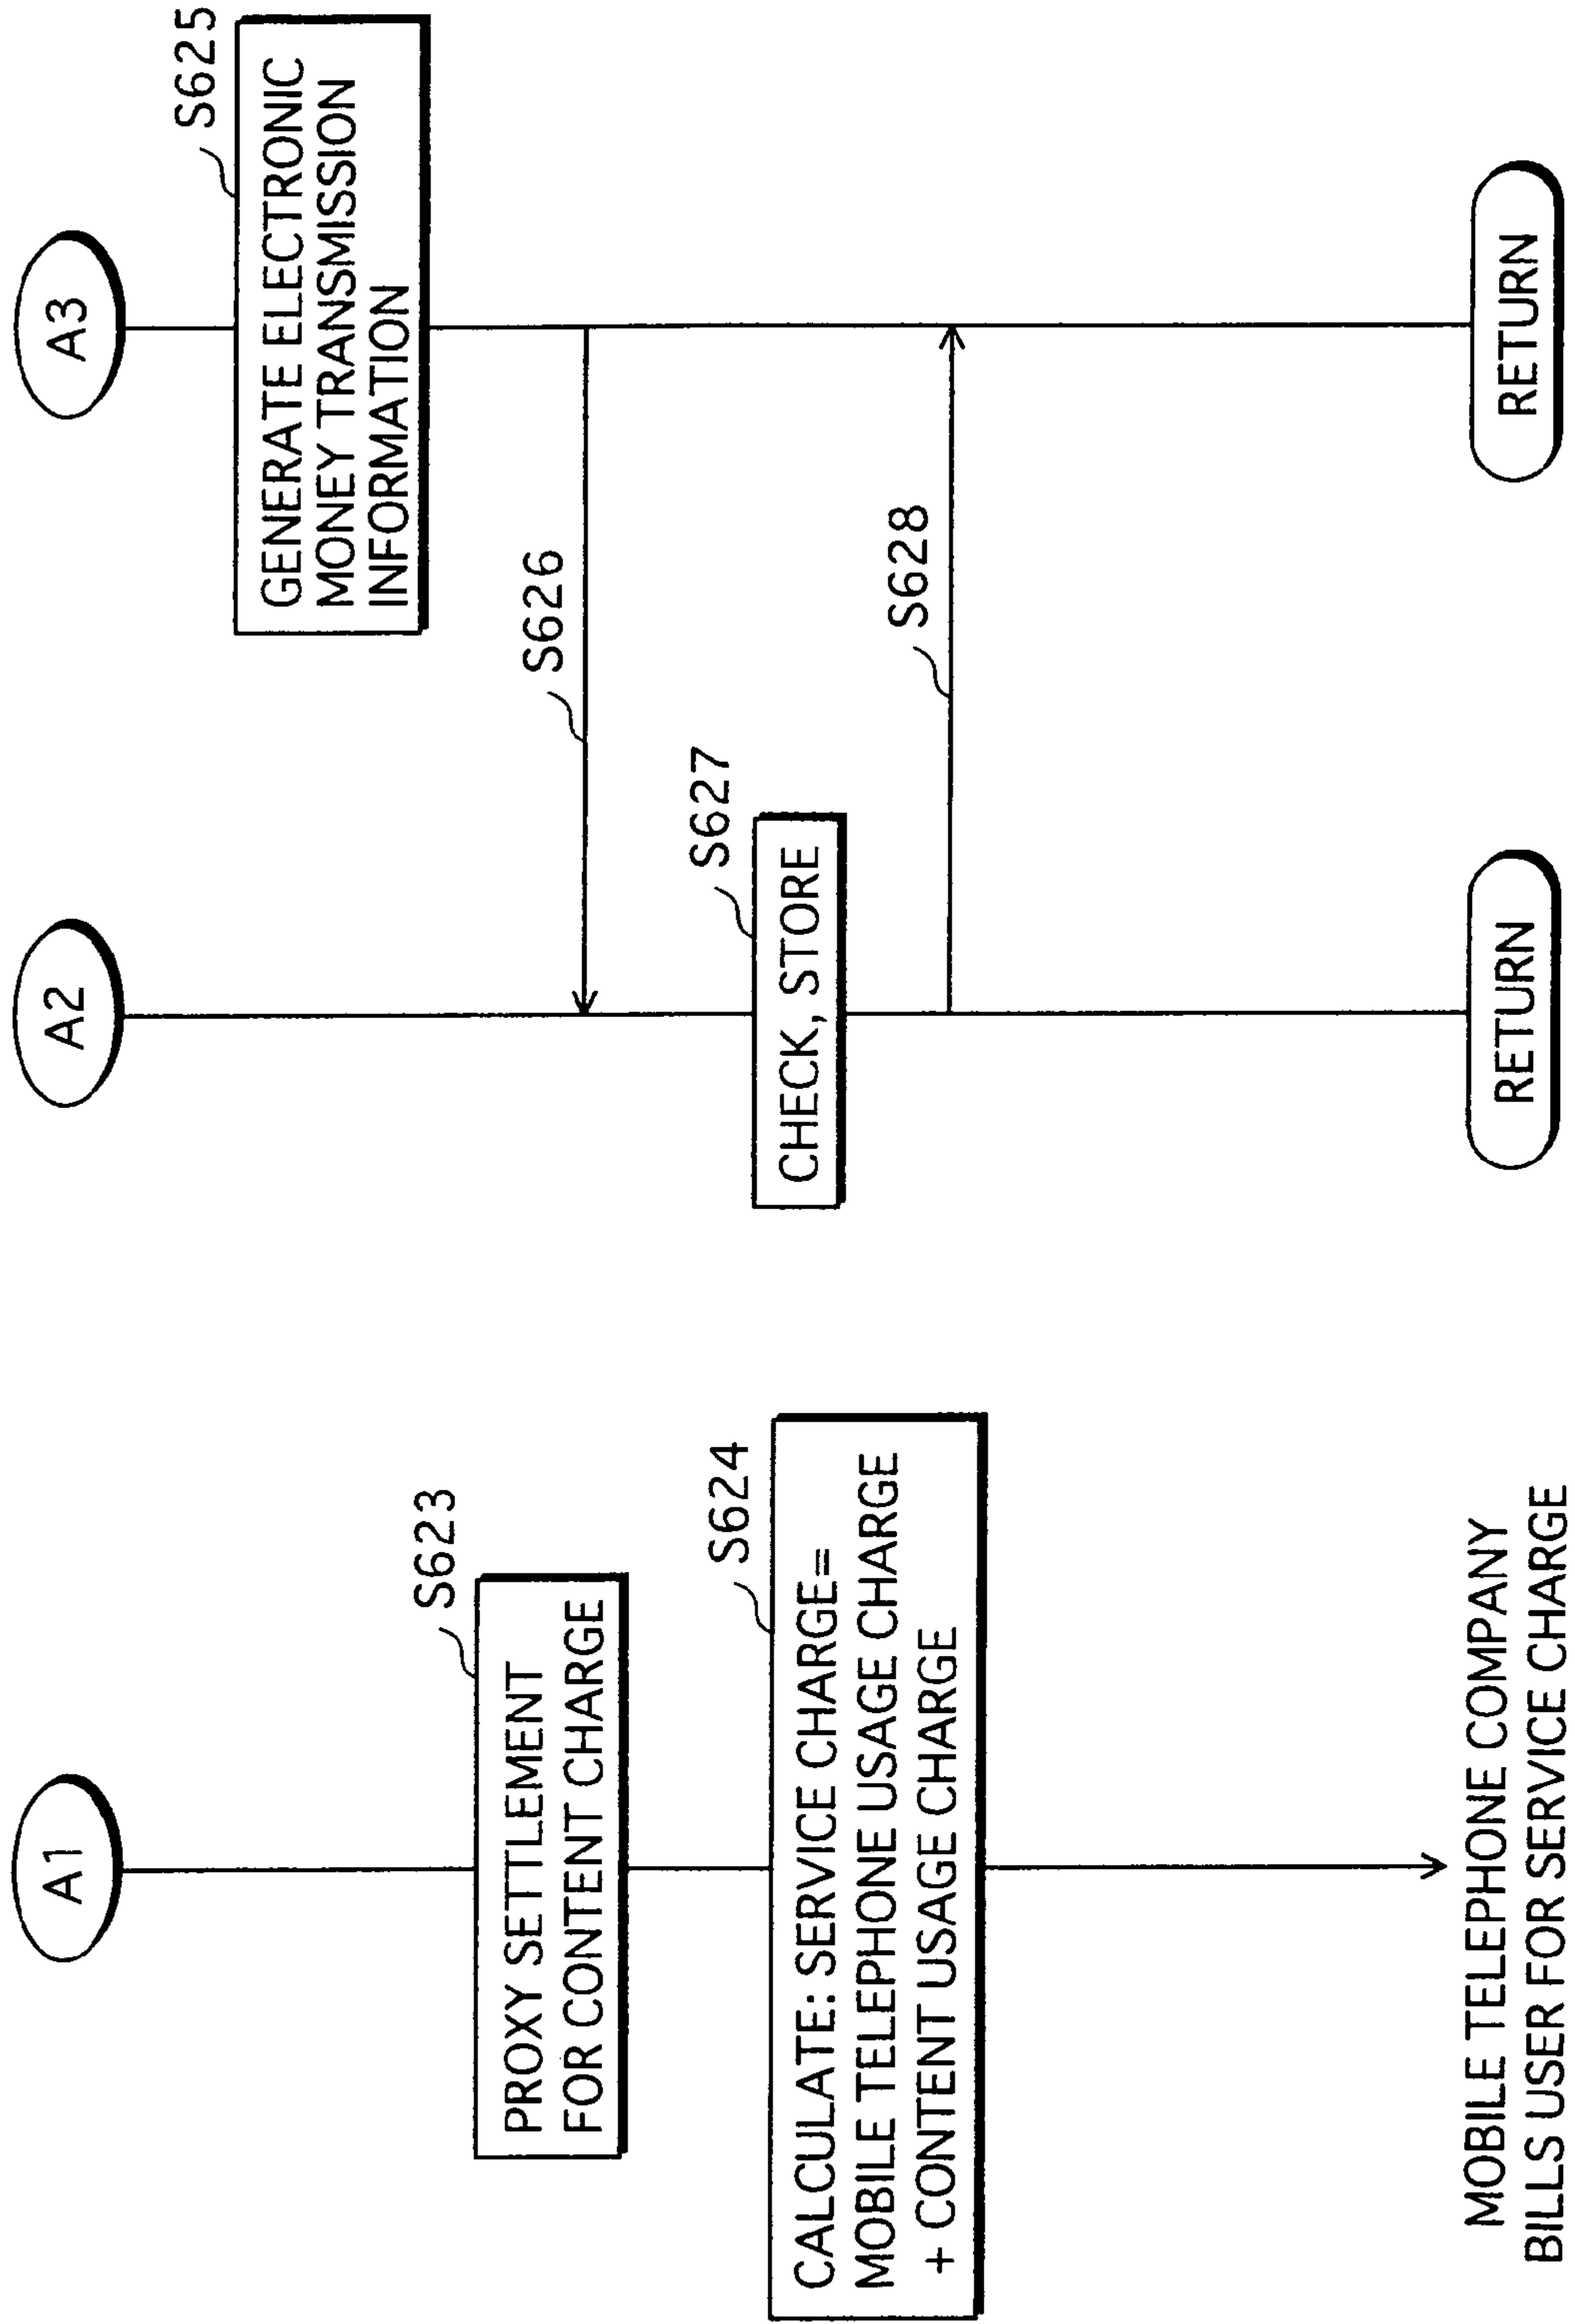 A1
S623
PROXY SETTLEMENT
FOR CONTENT CHARGE
S624
CALCULATE: SERVICE CHARGE=
MOBILE TELEPHONE USAGE CHARGE
+ CONTENT USAGE CHARGE
MOBILE TELEPHONE COMPANY
BILLS USER FOR SERVICE CHARGE
A2
S626
S627
CHECK, STORE
S628
RETURN
A3
S625
GENERATE ELECTRONIC
MONEY TRANSMISSION
INFORMATION
RETURN